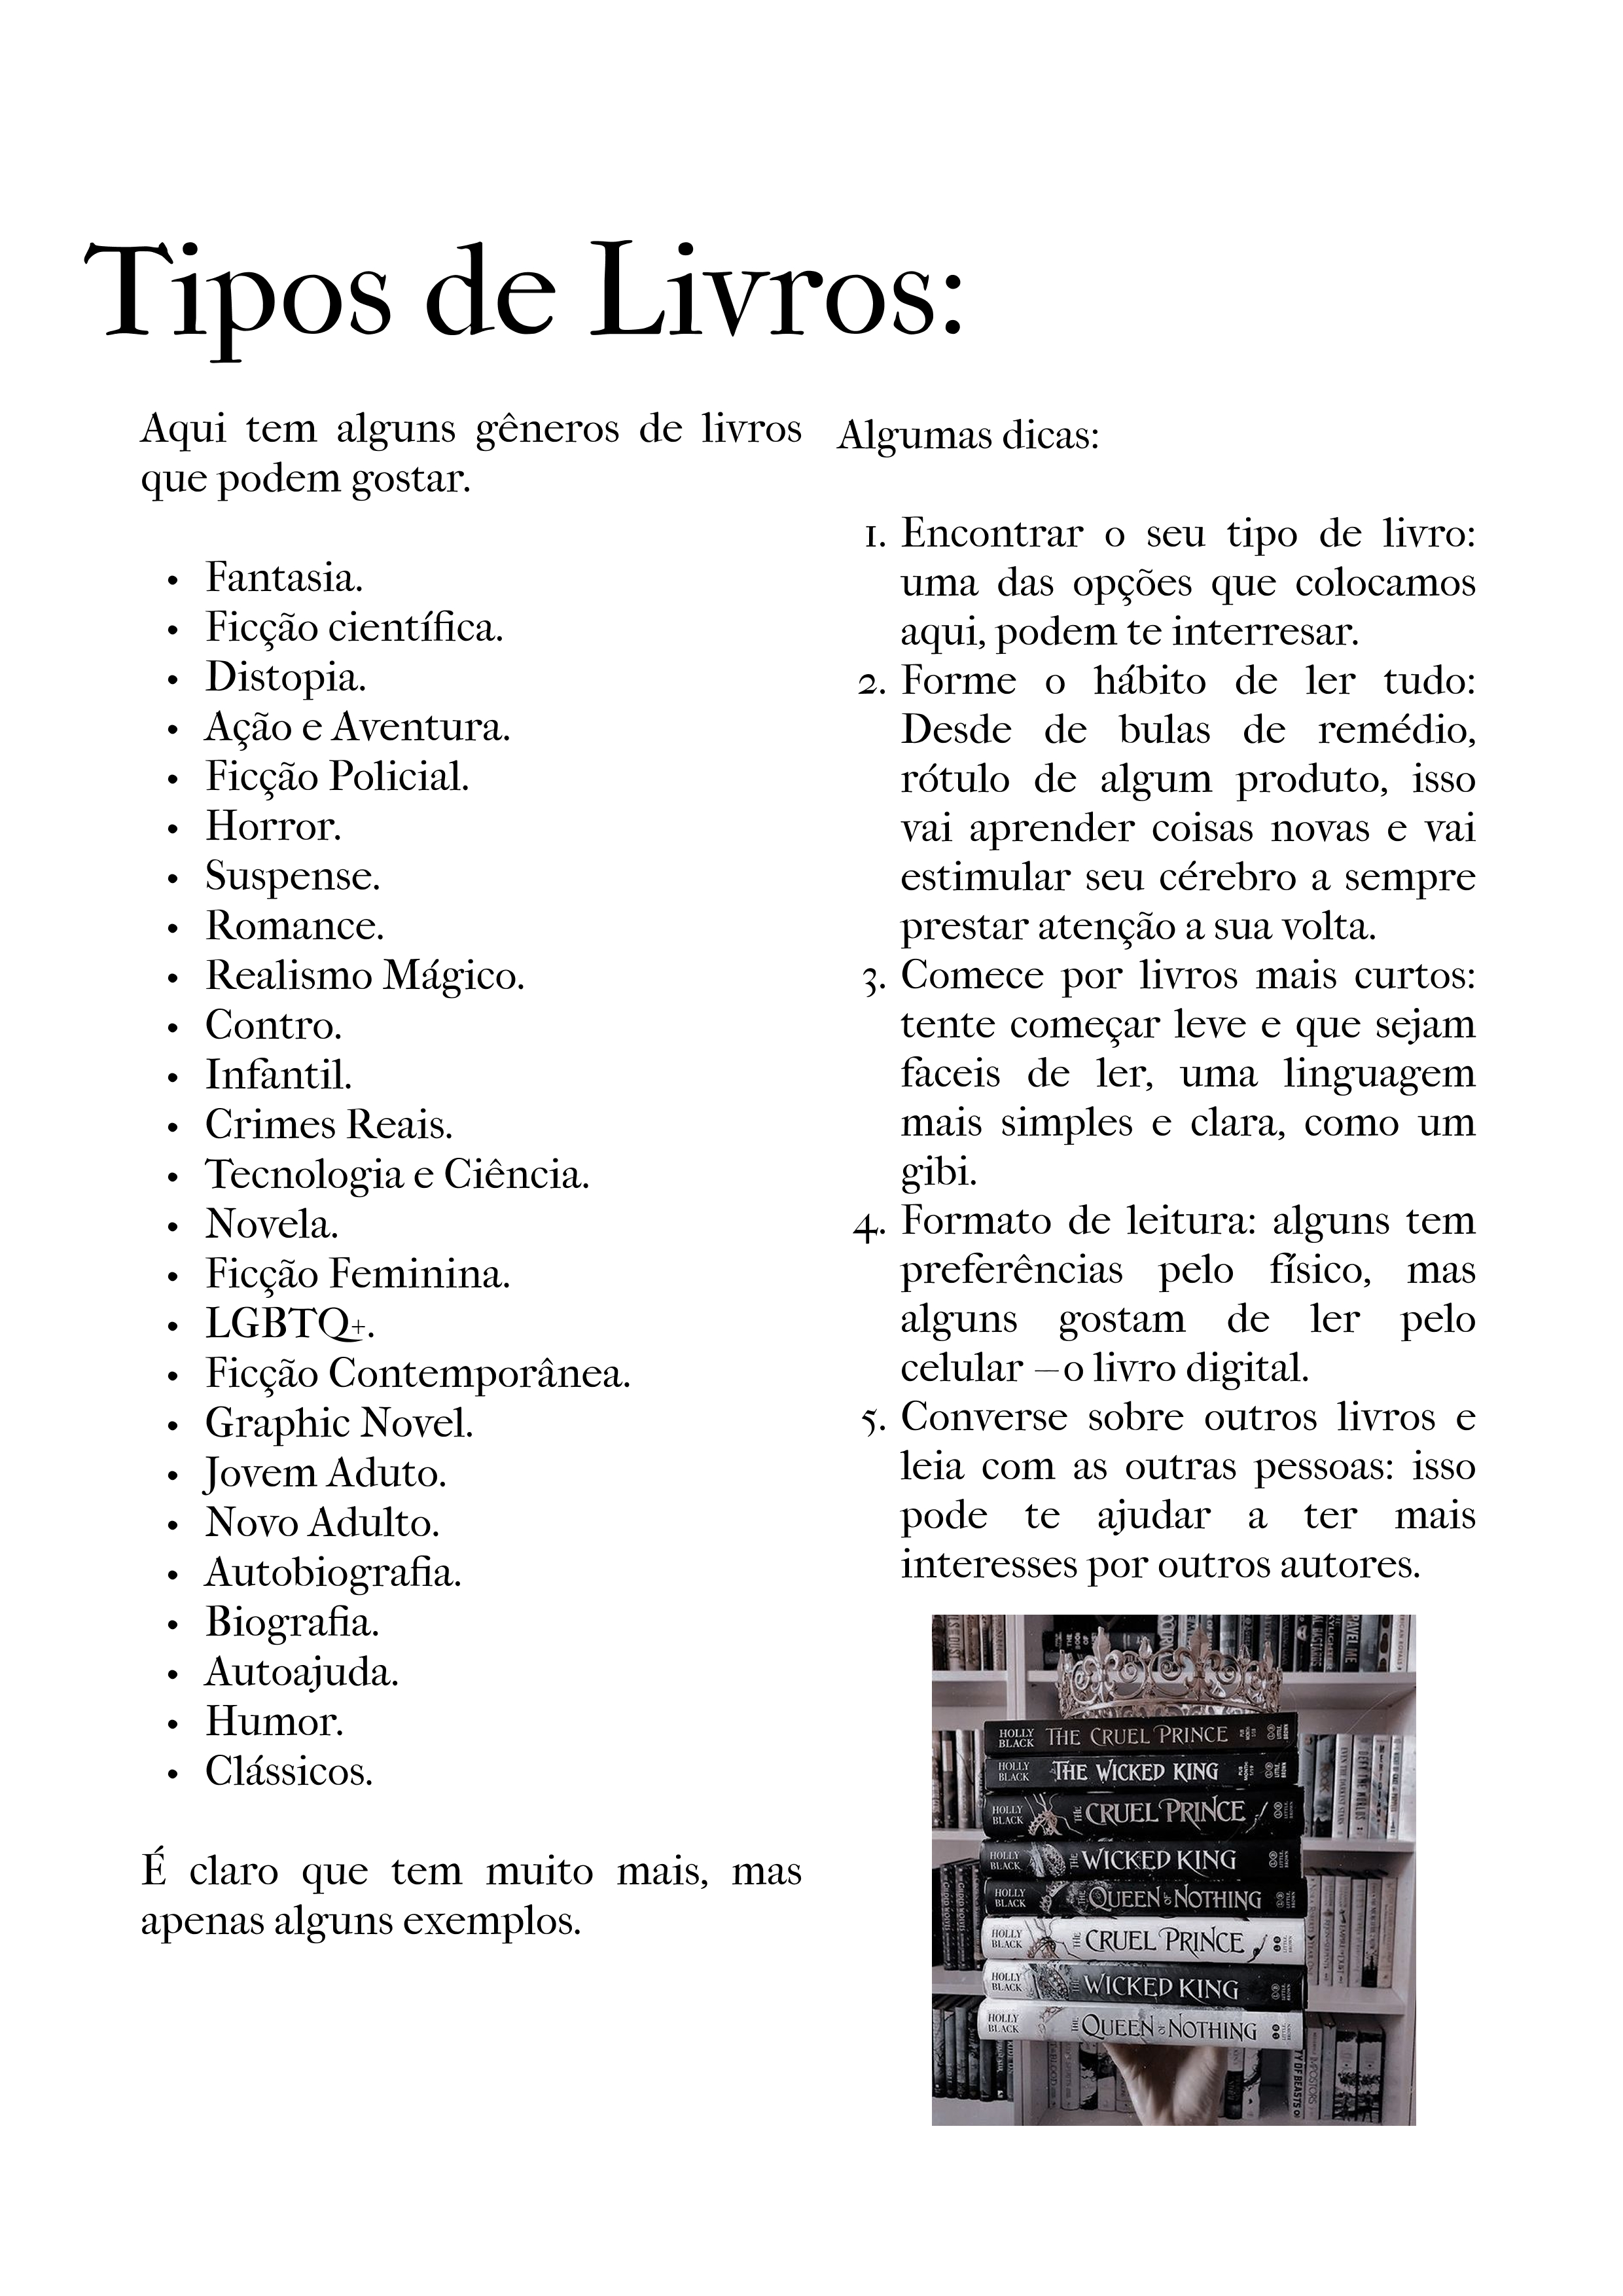 Tipos de Livros:
Aqui tem alguns gêneros de livros
que podem gostar.
• Fantasia.
• Ficção científica.
• Distopia.
• Ação e Aventura.
• Ficção Policial.
• Horror.
• Suspense.
• Romance.
• Realismo Mágico.
• Contro.
• Infantil.
• Crimes Reais.
• Tecnologia e Ciência.
• Novela.
• Ficção Feminina.
• LGBTQ+.
• Ficção Contemporânea.
• Graphic Novel.
• Jovem Aduto.
• Novo Adulto.
• Autobiografia.
• Biografia.
• Autoajuda.
• Humor.
• Clássicos.
É claro que tem muito mais, mas
apenas alguns exemplos.
Algumas dicas:
1. Encontrar o seu tipo de livro:
uma das opções que colocamos
aqui, podem te interresar.
2. Forme o hábito de ler tudo:
Desde de bulas de remédio,
rótulo de algum produto, isso
vai aprender coisas novas e vai
estimular seu cérebro a sempre
prestar atenção a sua volta.
3. Comece por livros mais curtos:
tente começar leve e que sejam
faceis de ler, uma linguagem
mais simples e clara, como um
gibi.
4. Formato de leitura: alguns tem
preferências pelo físico, mas
alguns gostam de ler pelo
celular —o livro digital.
5. Converse sobre outros livros e
leia com as outras pessoas: isso
pode te ajudar a ter mais
interesses por outros autores.
HOLLY BLACK THE CRUEL PRINCE
HOLLY BLACK THE WICKED KING
HOLLY BLACK THE CRUEL PRINCE
HOLLY BLACK WICKED KING
HOLLY BLACK THE QUEEN OF NOTHING
HOLLY BLACK THE CRUEL PRINCE
HOLLY BLACK WICKED KING
HOLLY BLACK THE QUEEN OF NOTHING